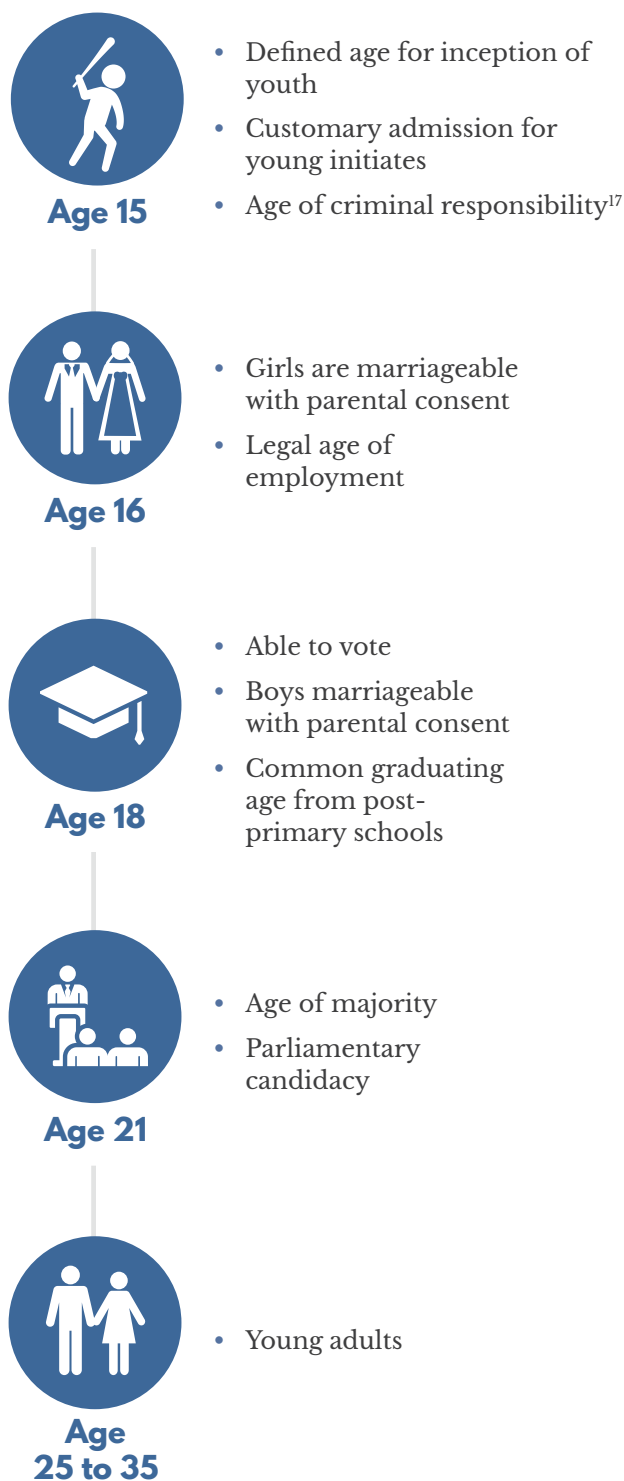 • Defined age for inception of
youth
• Customary admission for
young initiates
• Age of criminal responsibility¹⁷
Age 15
• Girls are marriageable
with parental consent
• Legal age of
employment
Age 16
• Able to vote
• Boys marriageable
with parental consent
• Common graduating
age from post-
primary schools
Age 18
• Age of majority
• Parliamentary
candidacy
Age 21
• Young adults
Age
25 to 35